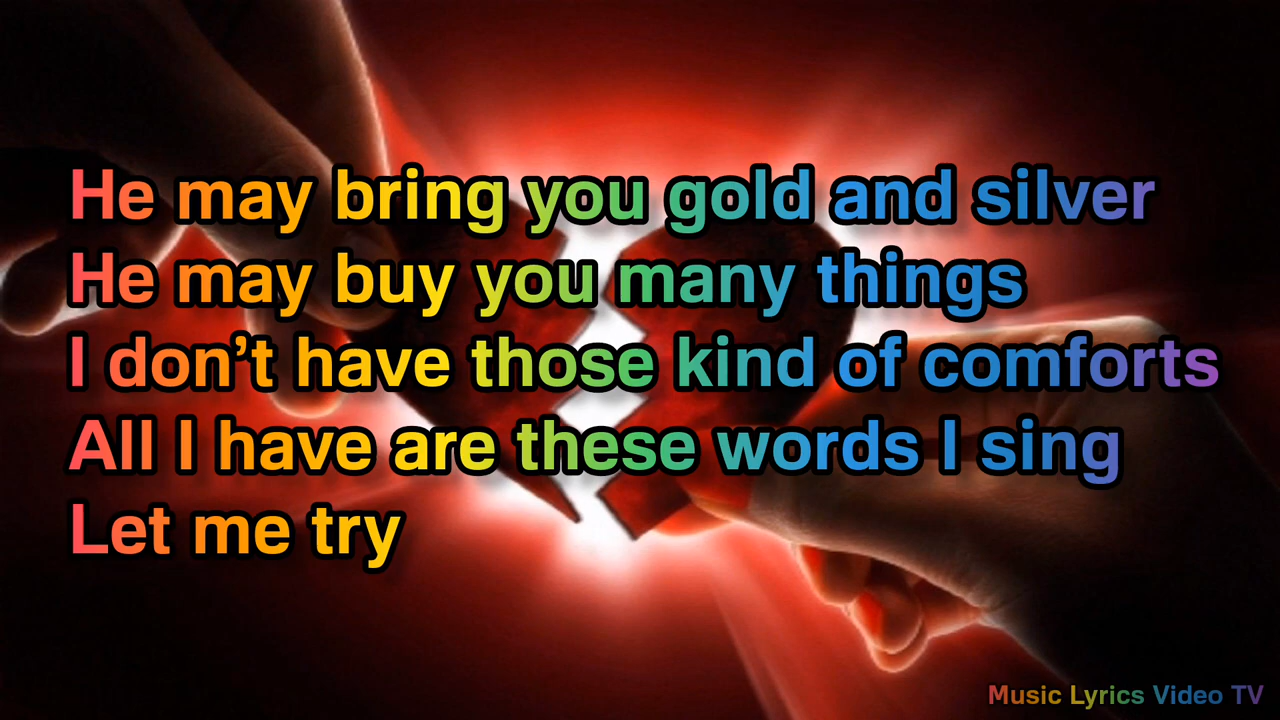 He may bring you gold and silver
He may buy you many things
I don’t have those kind of comforts
All I have are these words I sing
Let me try
Music Lyrics Video TV